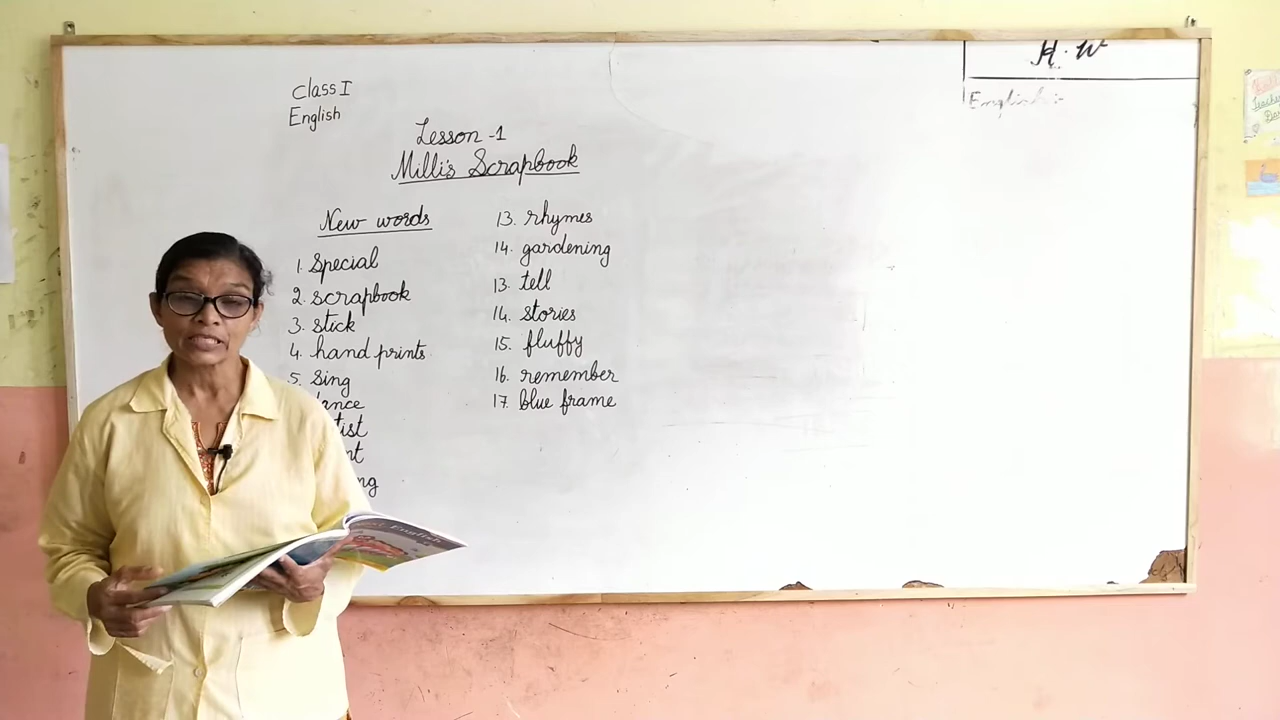 Class I
English
Lesson -1
Milli's Scrapbook
New words
1. Special
2. scrapbook
3. stick
4. hand prints
5. Sing
13. rhymes
14. gardening
13. tell
14. stories
15. fluffy
16. remember
17. blue frame
H.W
English:-
English